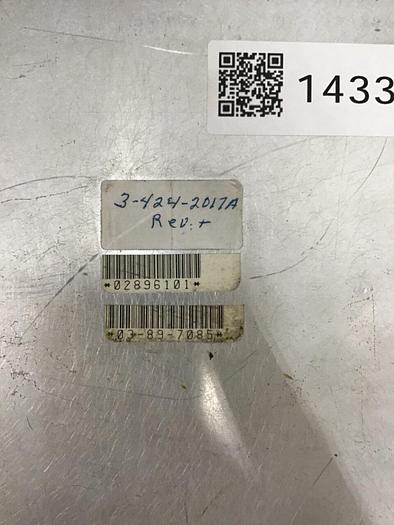 1433
3-424-2017A
Rev. +
*02896101*
*03-89-7085*